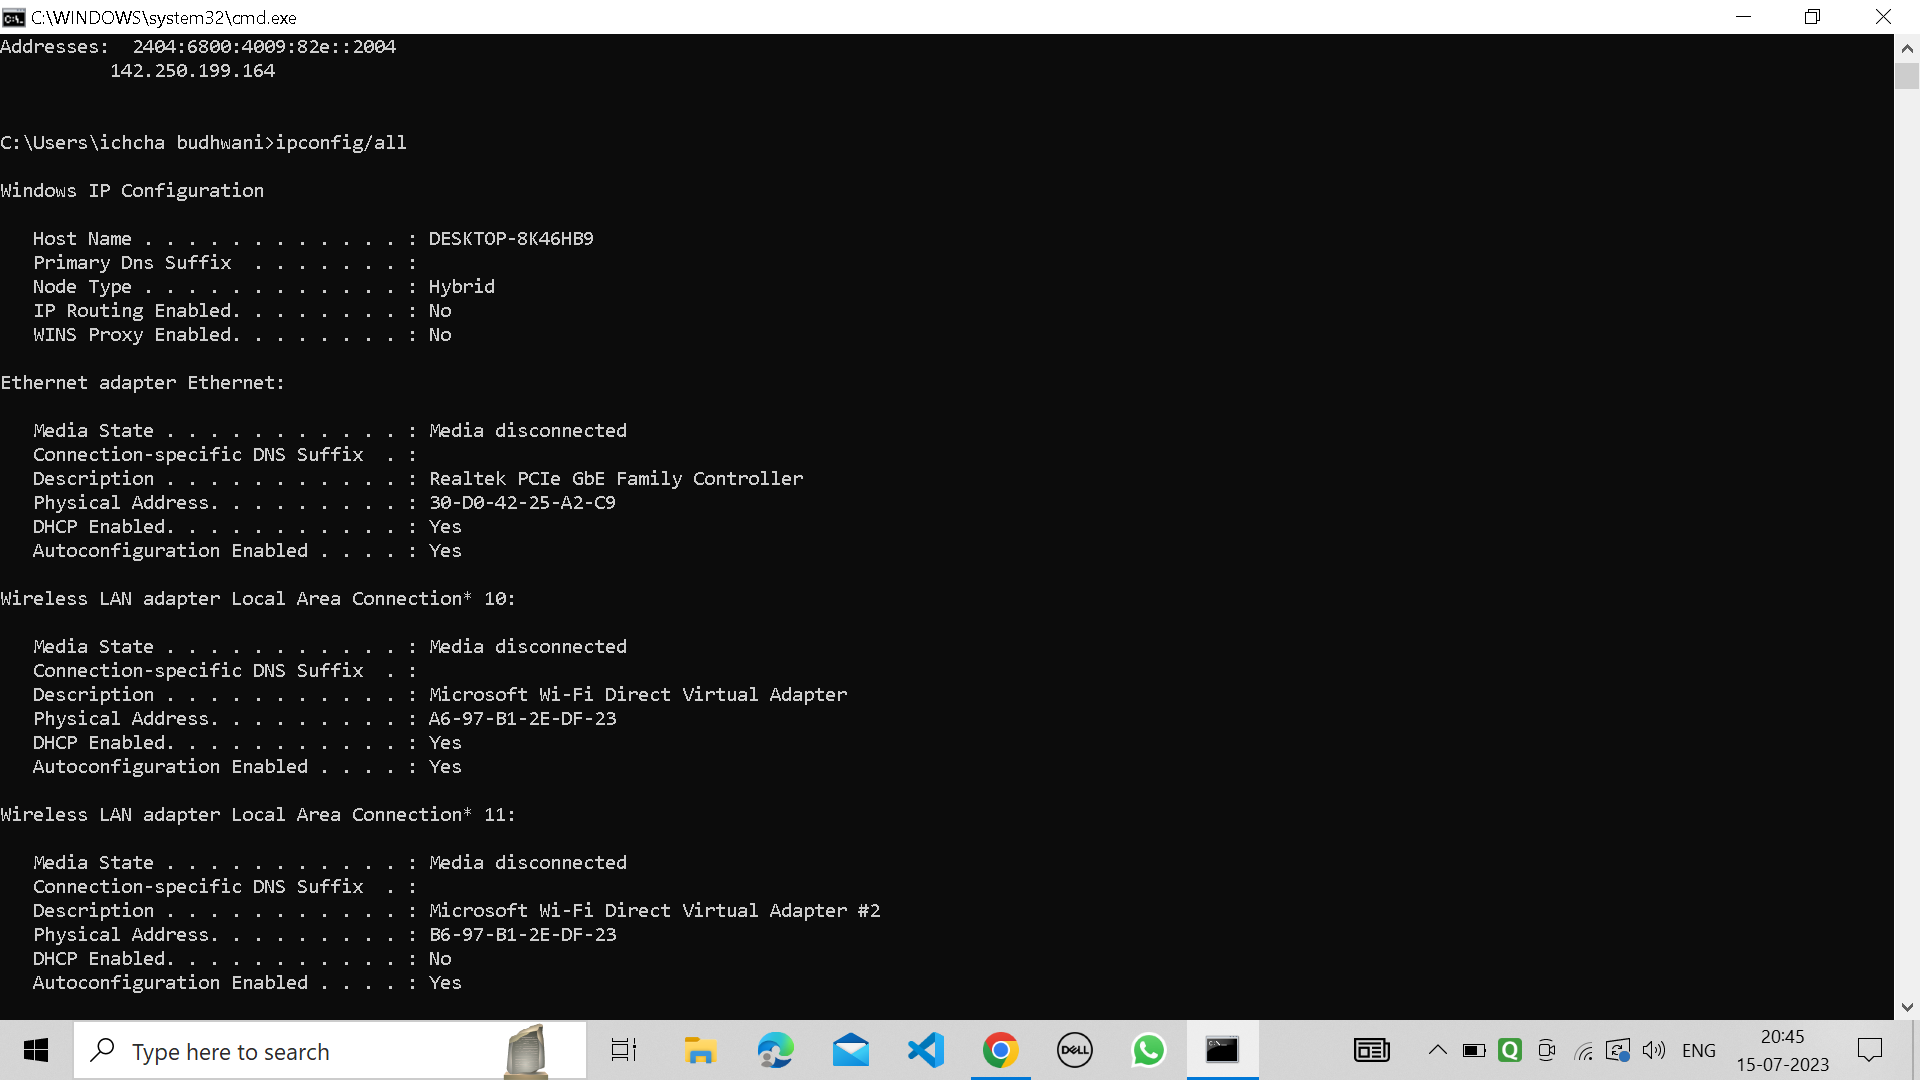 C:\WINDOWS\system32\cmd.exe
Addresses:  2404:6800:4009:82e::2004
          142.250.199.164
C:\Users\ichcha budhwani>ipconfig/all
Windows IP Configuration
   Host Name . . . . . . . . . . . . : DESKTOP-8K46HB9
   Primary Dns Suffix  . . . . . . . :
   Node Type . . . . . . . . . . . . : Hybrid
   IP Routing Enabled. . . . . . . . : No
   WINS Proxy Enabled. . . . . . . . : No
Ethernet adapter Ethernet:
   Media State . . . . . . . . . . . : Media disconnected
   Connection-specific DNS Suffix  . :
   Description . . . . . . . . . . . : Realtek PCIe GbE Family Controller
   Physical Address. . . . . . . . . : 30-D0-42-25-A2-C9
   DHCP Enabled. . . . . . . . . . . : Yes
   Autoconfiguration Enabled . . . . : Yes
Wireless LAN adapter Local Area Connection* 10:
   Media State . . . . . . . . . . . : Media disconnected
   Connection-specific DNS Suffix  . :
   Description . . . . . . . . . . . : Microsoft Wi-Fi Direct Virtual Adapter
   Physical Address. . . . . . . . . : A6-97-B1-2E-DF-23
   DHCP Enabled. . . . . . . . . . . : Yes
   Autoconfiguration Enabled . . . . : Yes
Wireless LAN adapter Local Area Connection* 11:
   Media State . . . . . . . . . . . : Media disconnected
   Connection-specific DNS Suffix  . :
   Description . . . . . . . . . . . : Microsoft Wi-Fi Direct Virtual Adapter #2
   Physical Address. . . . . . . . . : B6-97-B1-2E-DF-23
   DHCP Enabled. . . . . . . . . . . : No
   Autoconfiguration Enabled . . . . : Yes
Type here to search
DELL
Q
ENG
20:45
15-07-2023